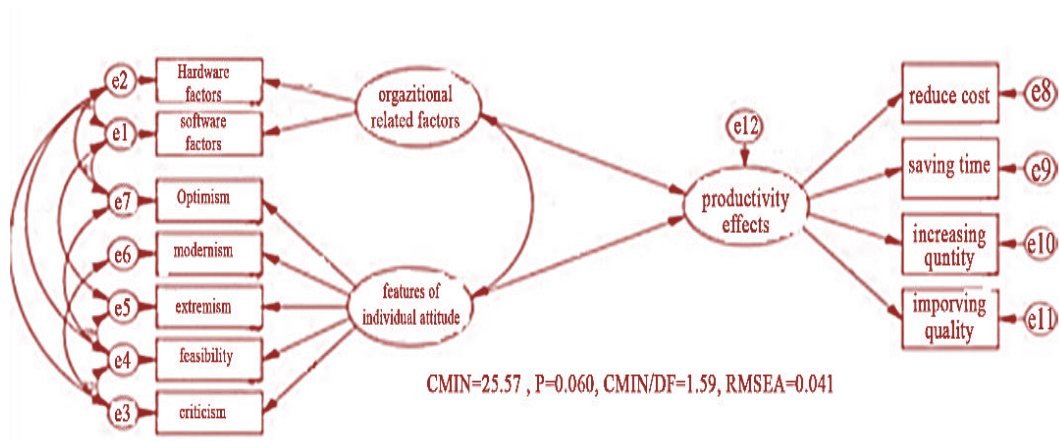 e2
Hardware
factors
e1
software
factors
e7
Optimism
e6
modernism
e5
extremism
e4
feasibility
e3
criticism
orgazitional
related factors
features of
individual attitude
e12
productivity
effects
reduce cost
e8
saving time
e9
increasing
quntity
e10
imporving
quality
e11
CMIN=25.57 , P=0.060, CMIN/DF=1.59, RMSEA=0.041